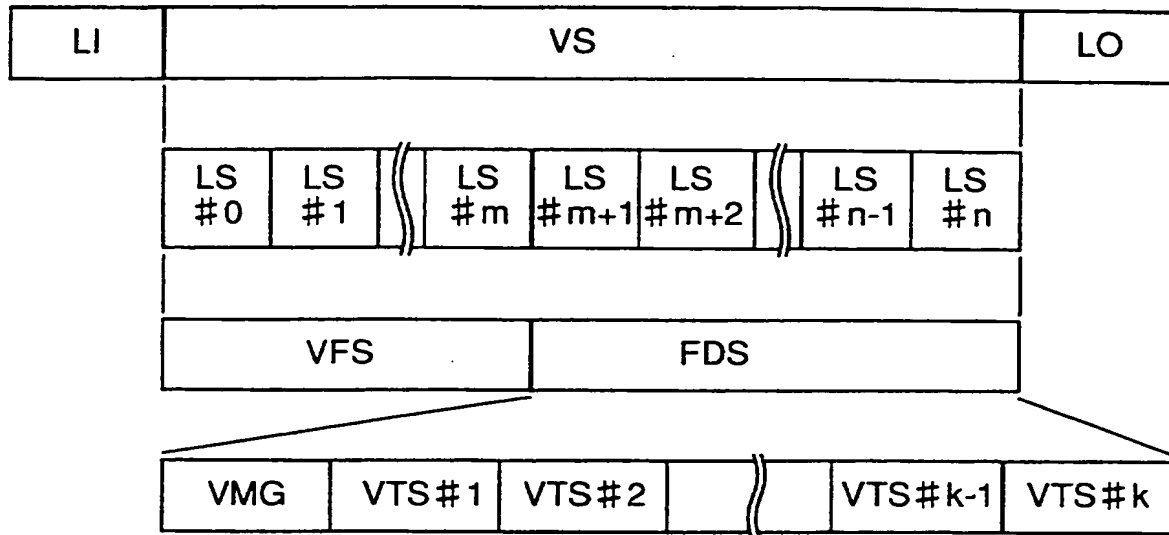 LI VS LO
LS #0 LS #1 LS #m LS #m+1 LS #m+2 LS #n-1 LS #n
VFS FDS
VMG VTS#1 VTS#2 VTS#k-1 VTS#k